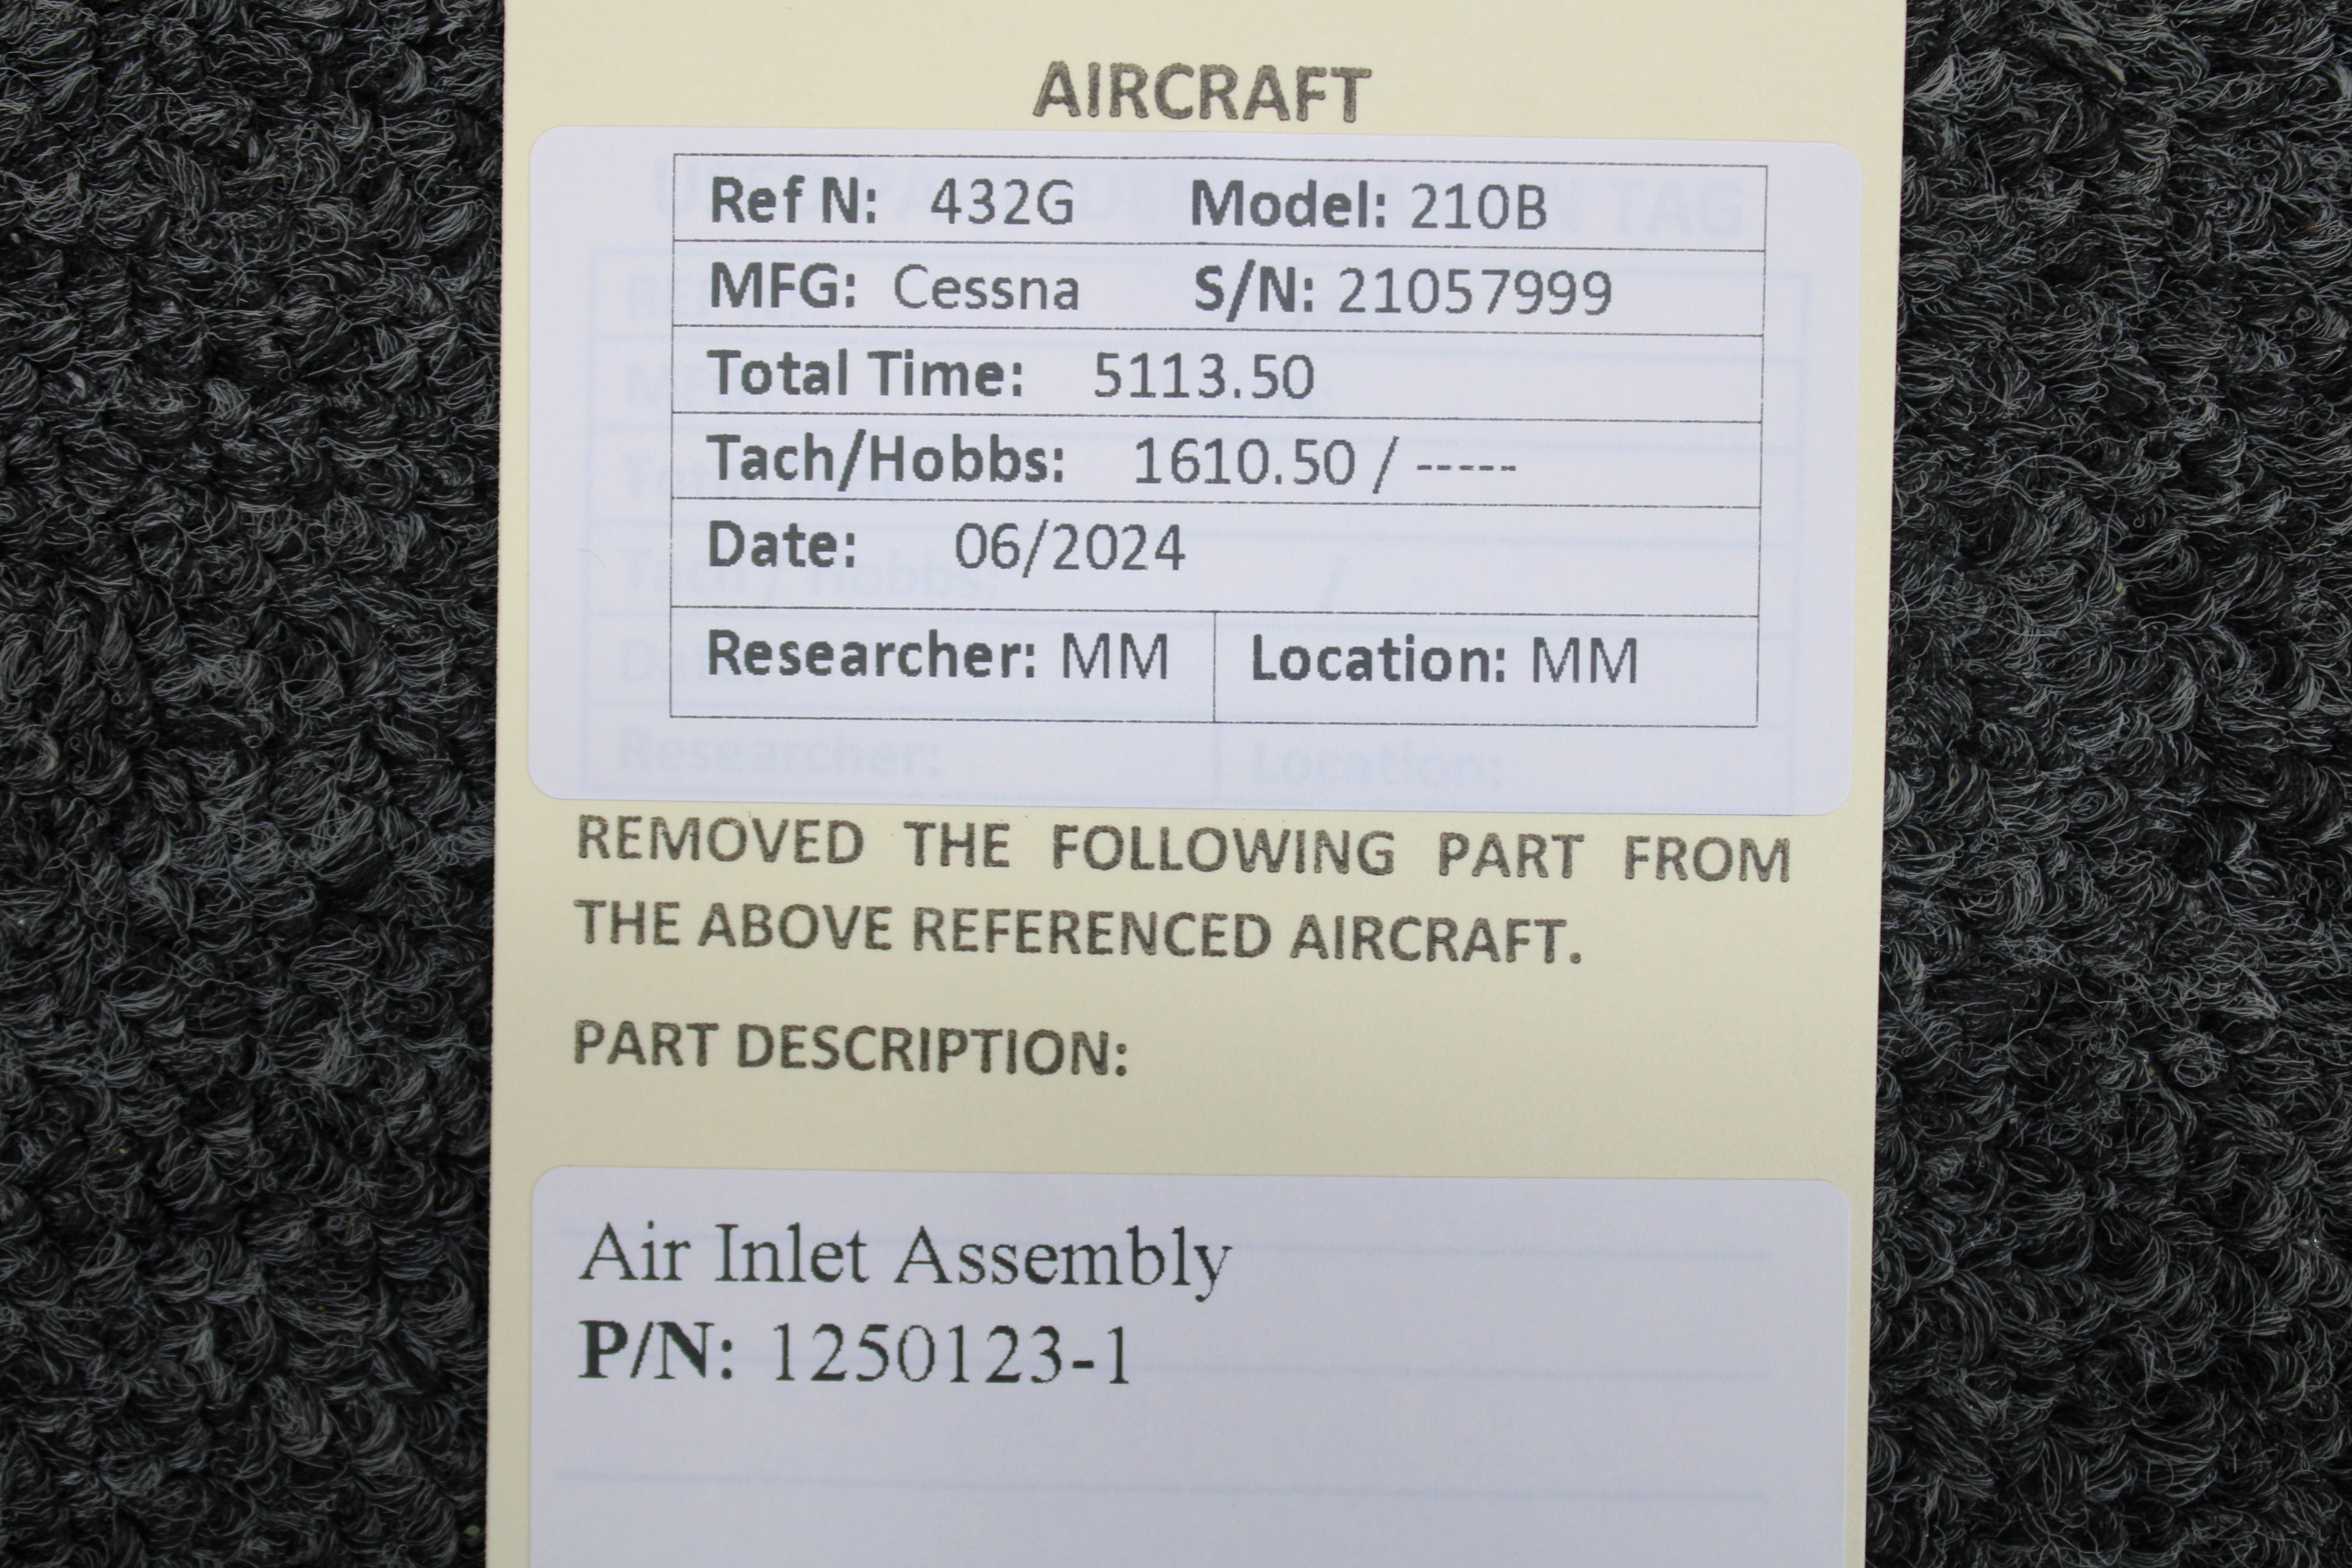 AIRCRAFT
Ref N: 432G Model: 210B
MFG: Cessna S/N: 21057999
Total Time: 5113.50
Tach/Hobbs: 1610.50 / -----
Date: 06/2024
Researcher: MM Location: MM
REMOVED THE FOLLOWING PART FROM
THE ABOVE REFERENCED AIRCRAFT.
PART DESCRIPTION:
Air Inlet Assembly
P/N: 1250123-1